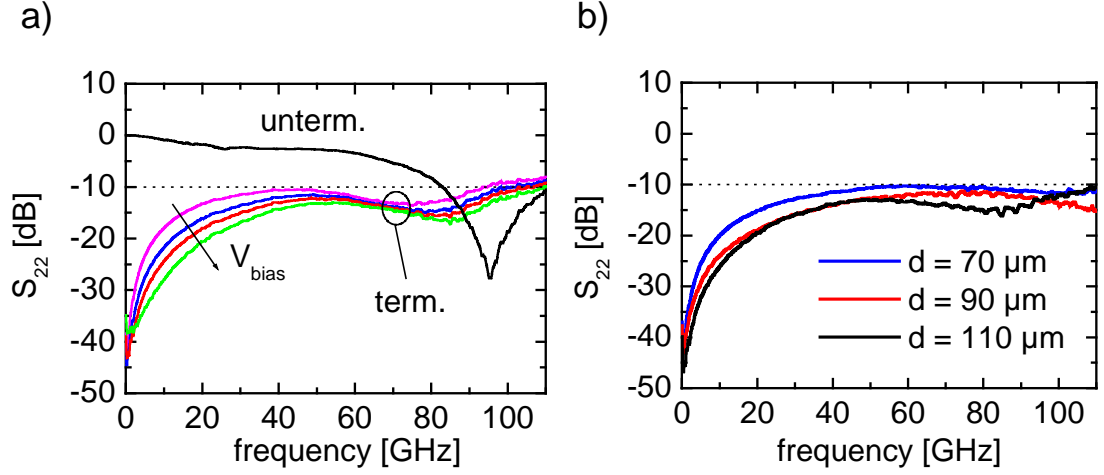 a)
10
0
-10
-20
-30
-40
-50
S22 [dB]
unterm.
Vbias
term.
0 20 40 60 80 100
frequency [GHz]
b)
10
0
-10
-20
-30
-40
-50
S22 [dB]
d = 70 µm
d = 90 µm
d = 110 µm
0 20 40 60 80 100
frequency [GHz]